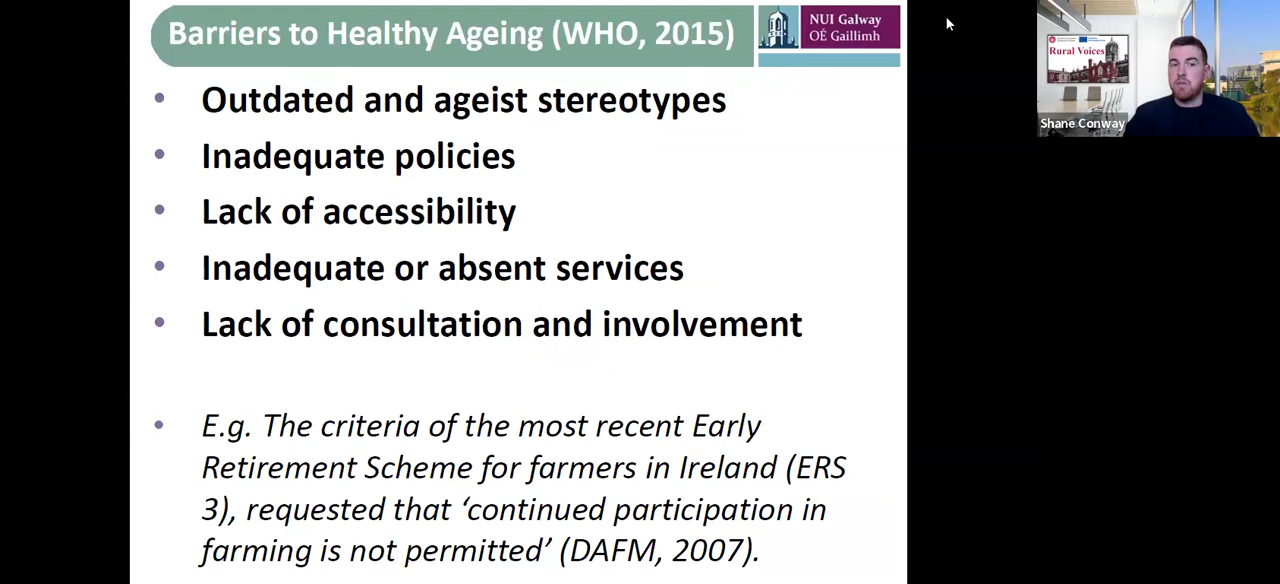 Barriers to Healthy Ageing (WHO, 2015)
NUI Galway
OÉ Gaillimh
Rural Voices
Shane Conway
• Outdated and ageist stereotypes
• Inadequate policies
• Lack of accessibility
• Inadequate or absent services
• Lack of consultation and involvement
• E.g. The criteria of the most recent Early
Retirement Scheme for farmers in Ireland (ERS
3), requested that ‘continued participation in
farming is not permitted’ (DAFM, 2007).